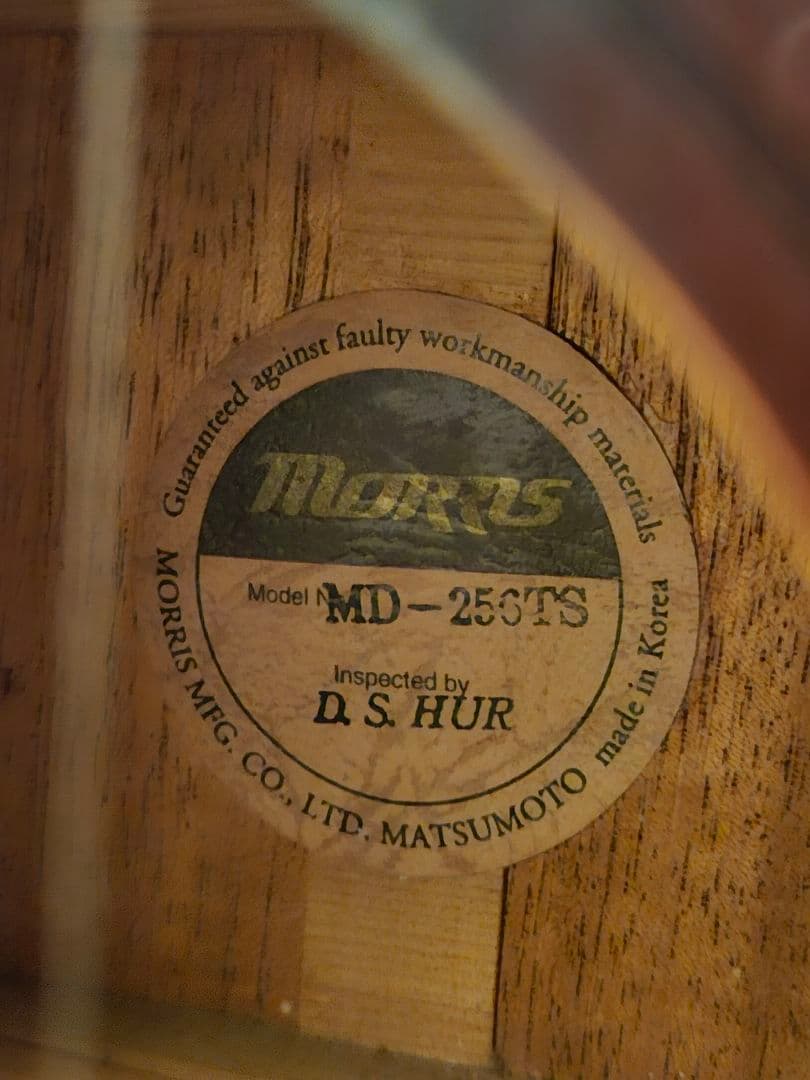 Guaranteed against faulty workmanship materials
MORRIS
Model N MD-256TS
Inspected by
D. S. HUR
MORRIS MFG. CO., LTD. MATSUMOTO made in Korea